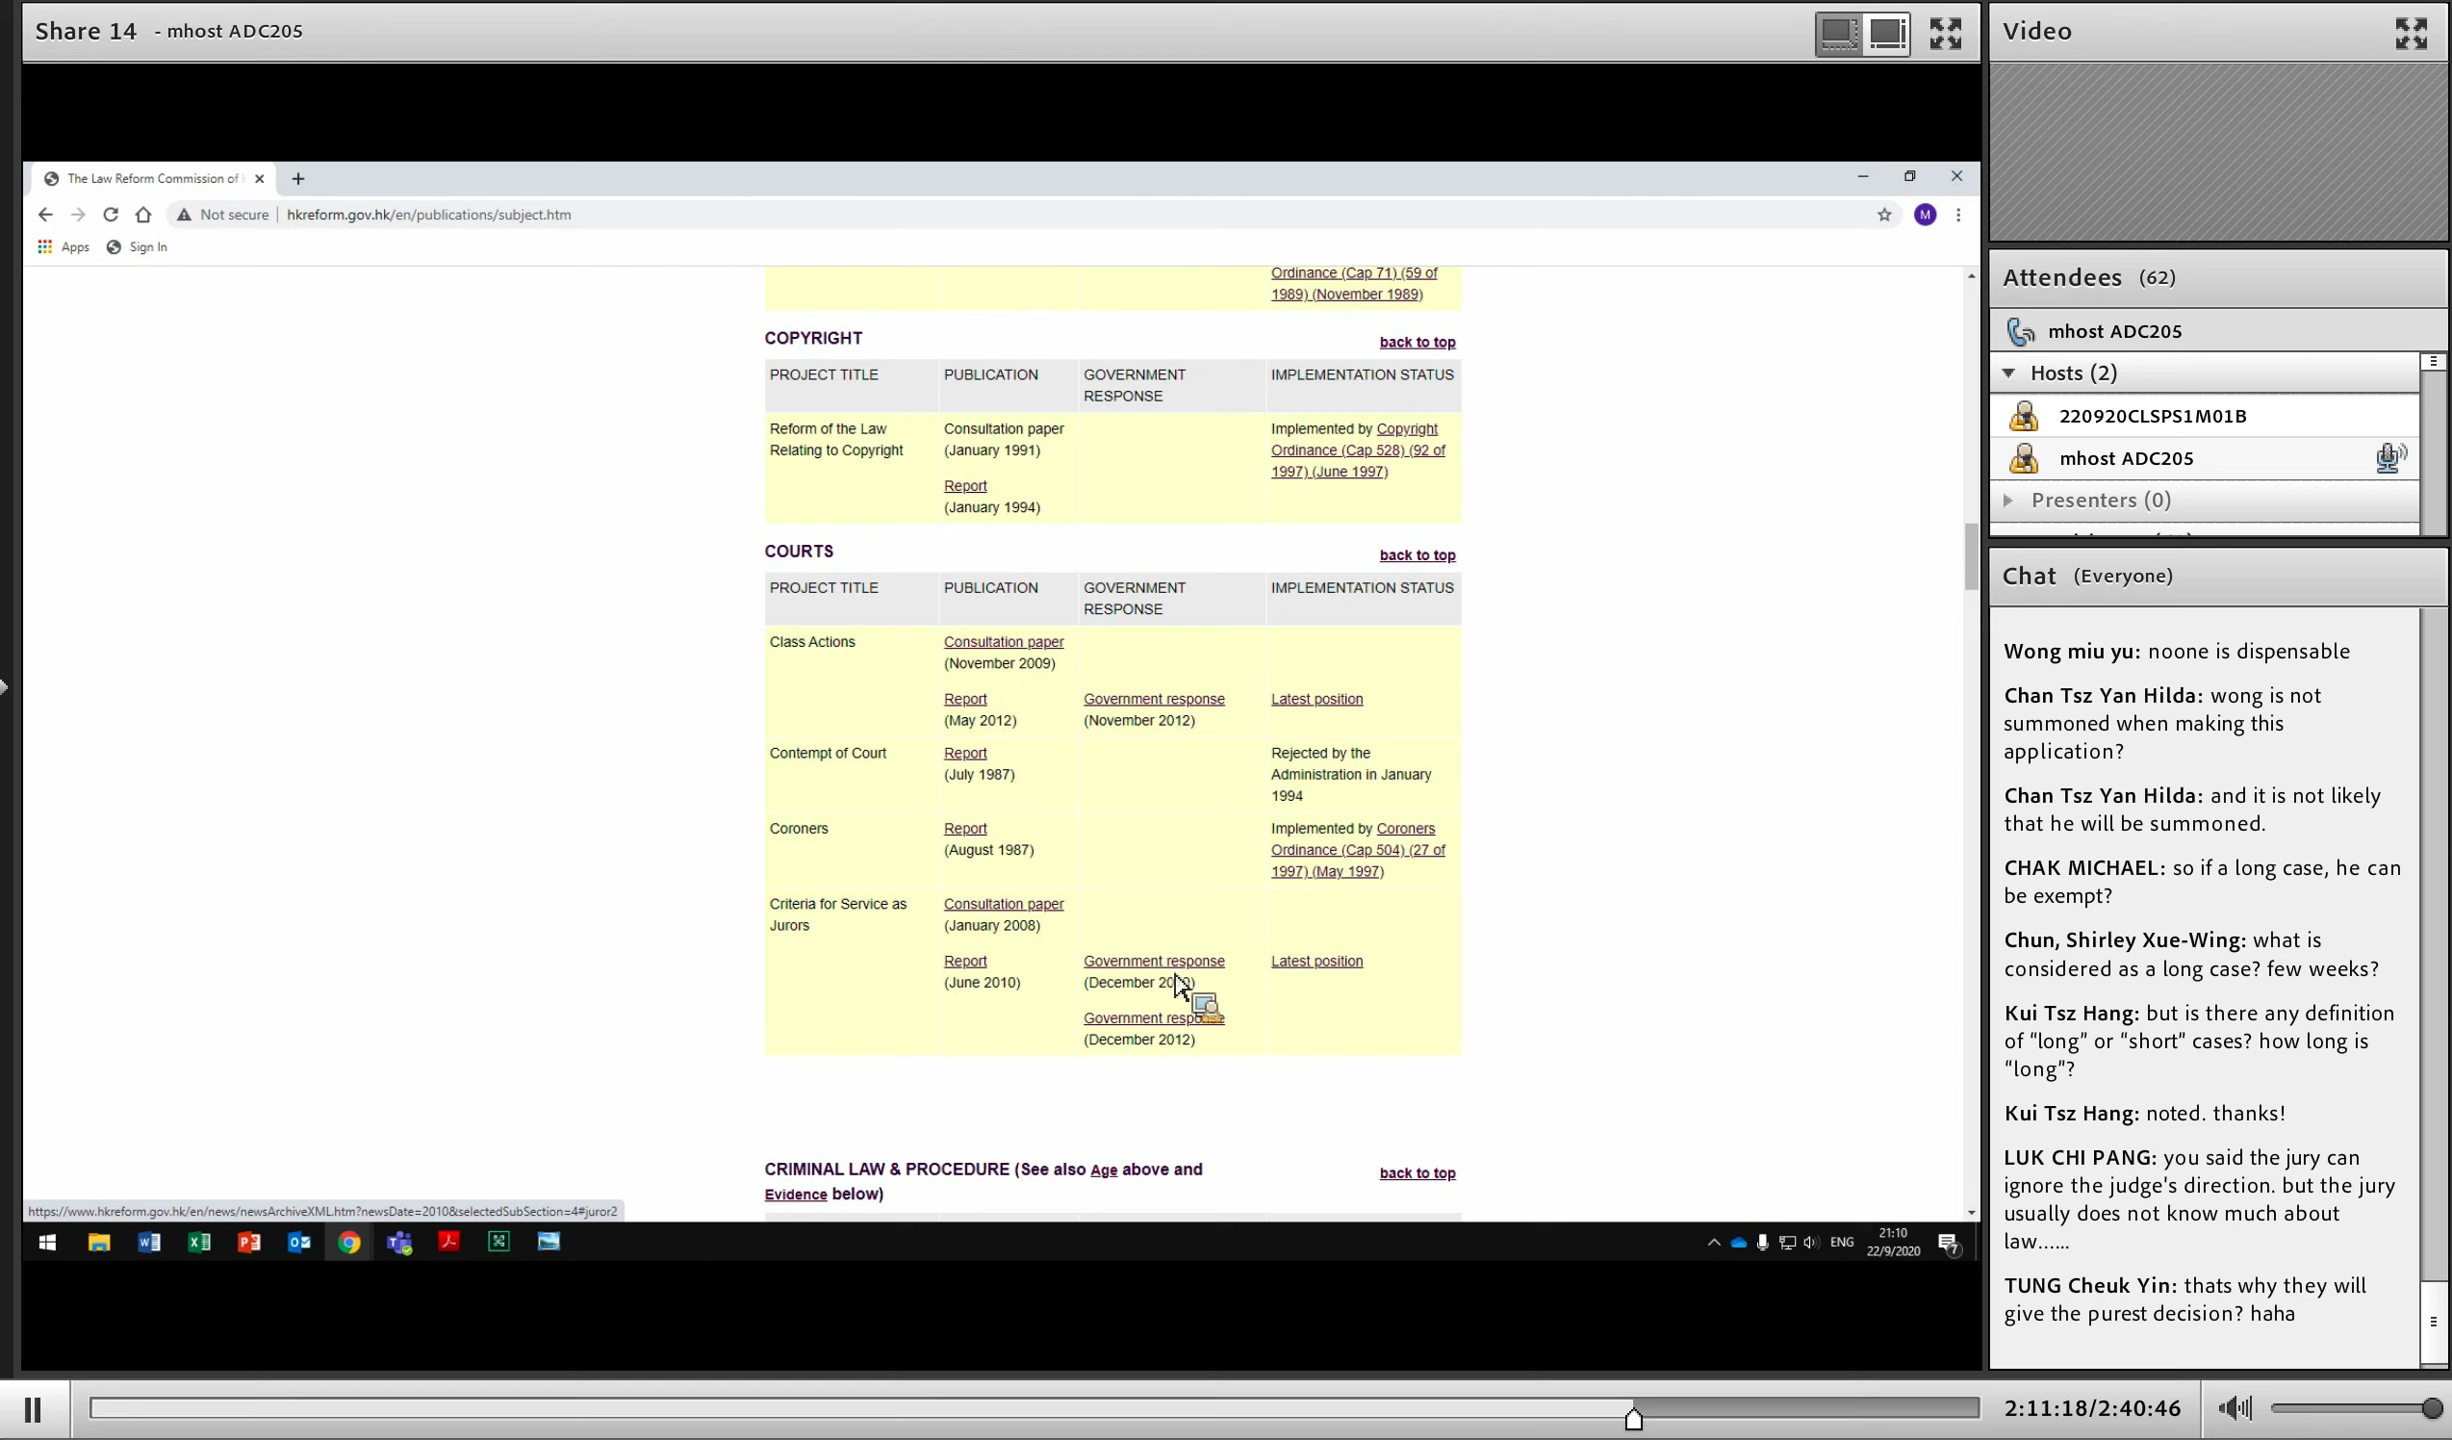 Share 14 - mhost ADC205
The Law Reform Commission of
Not secure | hkreform.gov.hk/en/publications/subject.htm
M
Apps Sign In
Ordinance (Cap 71) (59 of
1989) (November 1989)
COPYRIGHT
back to top
PROJECT TITLE PUBLICATION GOVERNMENT RESPONSE IMPLEMENTATION STATUS
Reform of the Law
Relating to Copyright
Consultation paper
(January 1991)
Report
(January 1994)
Implemented by Copyright
Ordinance (Cap 528) (92 of
1997) (June 1997)
COURTS
back to top
PROJECT TITLE PUBLICATION GOVERNMENT RESPONSE IMPLEMENTATION STATUS
Class Actions
Consultation paper
(November 2009)
Report
(May 2012)
Government response
(November 2012)
Latest position
Contempt of Court
Report
(July 1987)
Rejected by the
Administration in January
1994
Coroners
Report
(August 1987)
Implemented by Coroners
Ordinance (Cap 504) (27 of
1997) (May 1997)
Criteria for Service as
Jurors
Consultation paper
(January 2008)
Report
(June 2010)
Government response
(December
Government response
(December 2012)
Latest position
CRIMINAL LAW & PROCEDURE (See also Age above and
Evidence below)
back to top
https://www.hkreform.gov.hk/en/news/newsArchiveXML.htm?newsDate=2010&selectedSubSection=4#juror2
ENG
21:10
22/9/2020
7
Video
Attendees (62)
mhost ADC205
Hosts (2)
220920CLSPS1M01B
mhost ADC205
Presenters (0)
Chat (Everyone)
Wong miu yu: noone is dispensable
Chan Tsz Yan Hilda: wong is not
summoned when making this
application?
Chan Tsz Yan Hilda: and it is not likely
that he will be summoned.
CHAK MICHAEL: so if a long case, he can
be exempt?
Chun, Shirley Xue-Wing: what is
considered as a long case? few weeks?
Kui Tsz Hang: but is there any definition
of “long” or “short” cases? how long is
“long”?
Kui Tsz Hang: noted. thanks!
LUK CHI PANG: you said the jury can
ignore the judge's direction. but the jury
usually does not know much about
law......
TUNG Cheuk Yin: thats why they will
give the purest decision? haha
2:11:18/2:40:46